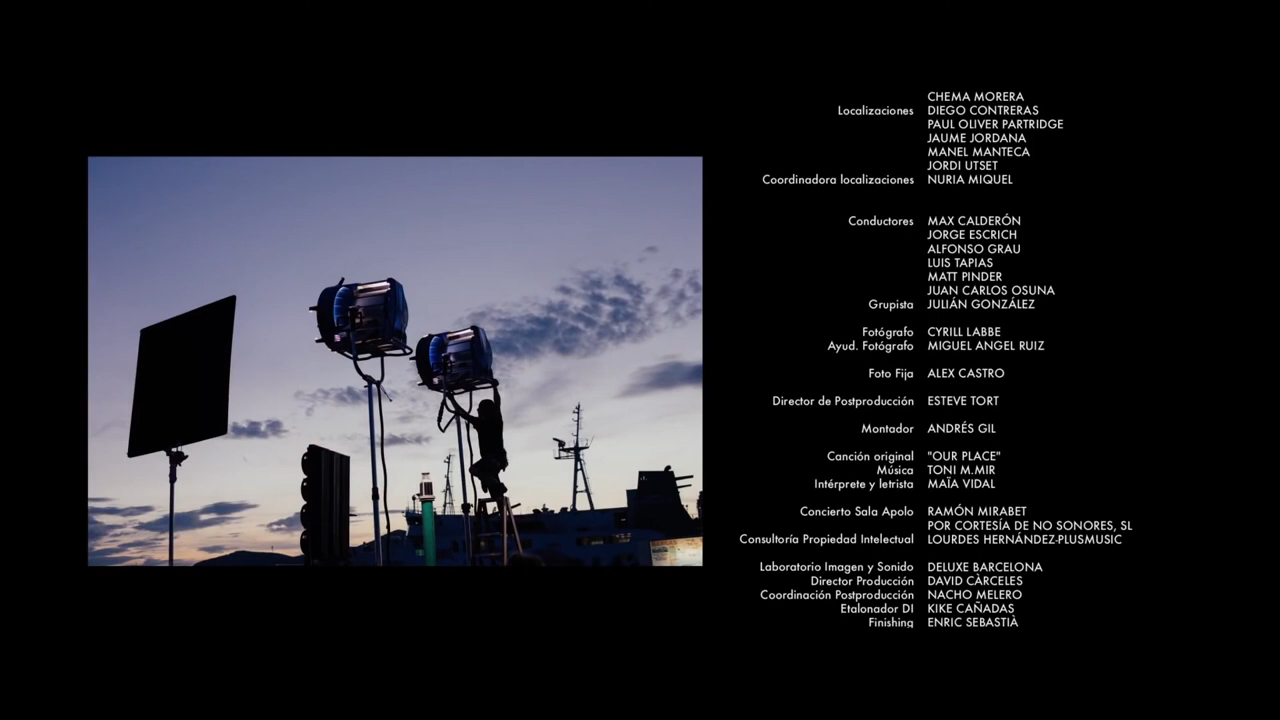 CHEMA MORERA
Localizaciones DIEGO CONTRERAS
PAUL OLIVER PARTRIDGE
JAUME JORDANA
MANEL MANTECA
JORDI UTSET
Coordinadora localizaciones NURIA MIQUEL
Conductores MAX CALDERÓN
JORGE ESCRICH
ALFONSO GRAU
LUIS TAPIAS
MATT PINDER
JUAN CARLOS OSUNA
Grupista JULIÁN GONZÁLEZ
Fotógrafo CYRILL LABBE
Ayud. Fotógrafo MIGUEL ANGEL RUIZ
Foto Fija ALEX CASTRO
Director de Postproducción ESTEVE TORT
Montador ANDRÉS GIL
Canción original "OUR PLACE"
Música TONI M.MIR
Intérprete y letrista MAÏA VIDAL
Concierto Sala Apolo RAMÓN MIRABET
POR CORTESÍA DE NO SONORES, SL
Consultoría Propiedad Intelectual LOURDES HERNÁNDEZ-PLUSMUSIC
Laboratorio Imagen y Sonido DELUXE BARCELONA
Director Producción DAVID CÀRCELES
Coordinación Postproducción NACHO MELERO
Etalonador DI KIKE CAÑADAS
Finishing ENRIC SEBASTIÀ